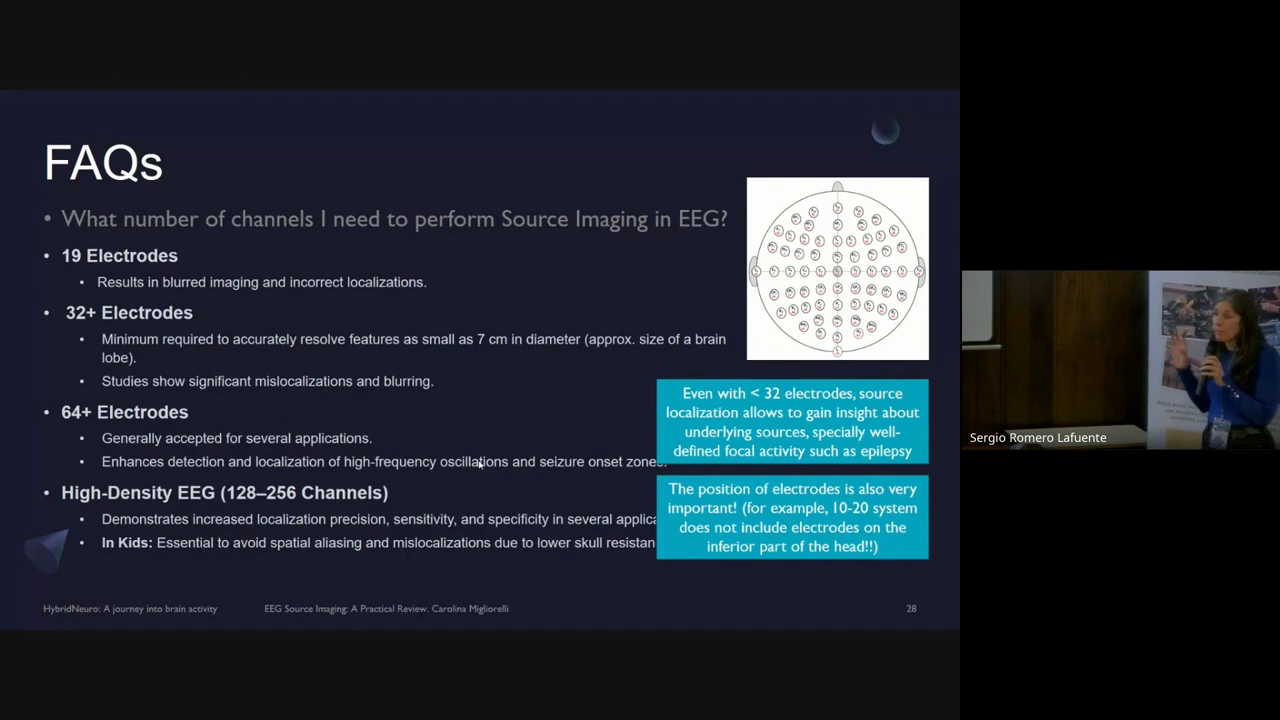 FAQs
• What number of channels I need to perform Source Imaging in EEG?
• 19 Electrodes
• Results in blurred imaging and incorrect localizations.
• 32+ Electrodes
• Minimum required to accurately resolve features as small as 7 cm in diameter (approx. size of a brain
lobe).
• Studies show significant mislocalizations and blurring.
• 64+ Electrodes
• Generally accepted for several applications.
• Enhances detection and localization of high-frequency oscillations and seizure onset zones.
• High-Density EEG (128–256 Channels)
• Demonstrates increased localization precision, sensitivity, and specificity in several applica
• In Kids: Essential to avoid spatial aliasing and mislocalizations due to lower skull resistan
Even with < 32 electrodes, source
localization allows to gain insight about
underlying sources, specially well-
defined focal activity such as epilepsy
The position of electrodes is also very
important! (for example, 10-20 system
does not include electrodes on the
inferior part of the head!!)
HybridNeuro: A journey into brain activity
EEG Source Imaging: A Practical Review. Carolina Migliorelli
28
Sergio Romero Lafuente